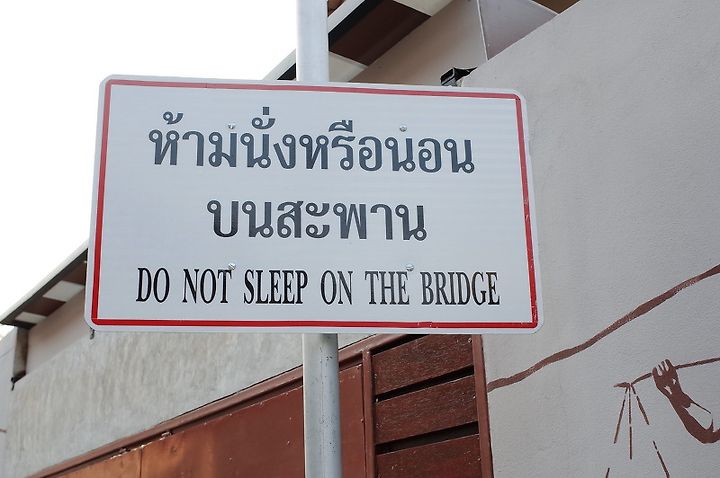 ห้ามนั่งหรือนอน
บนสะพาน
DO NOT SLEEP ON THE BRIDGE